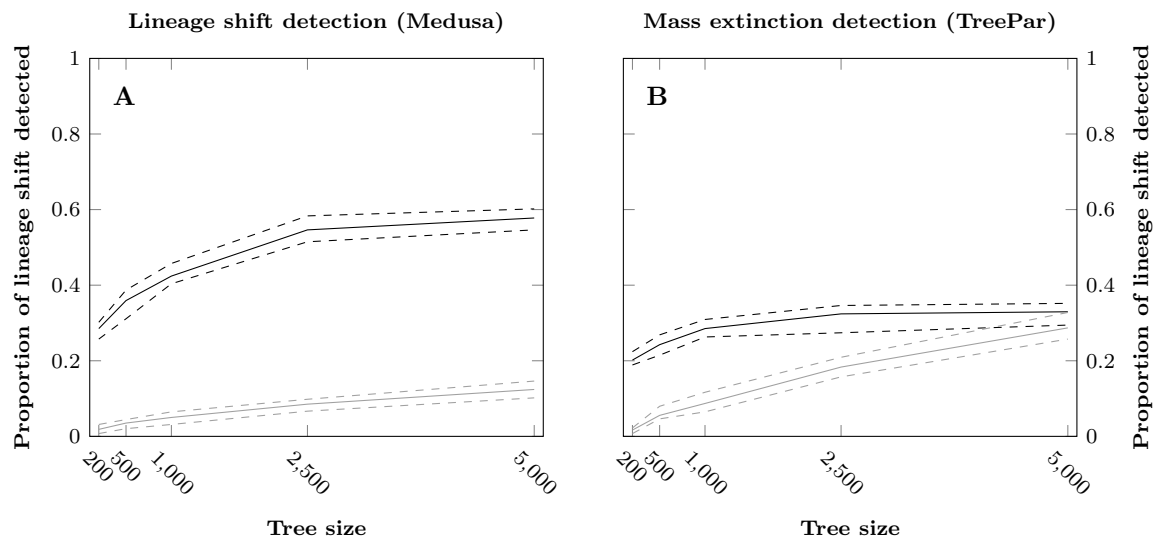 Lineage shift detection (Medusa)
Proportion of lineage shift detected
1
0.8
0.6
0.4
0.2
0
A
200
500
1,000
2,500
5,000
Tree size
Mass extinction detection (TreePar)
B
1
0.8
0.6
0.4
0.2
0
Proportion of lineage shift detected
200
500
1,000
2,500
5,000
Tree size